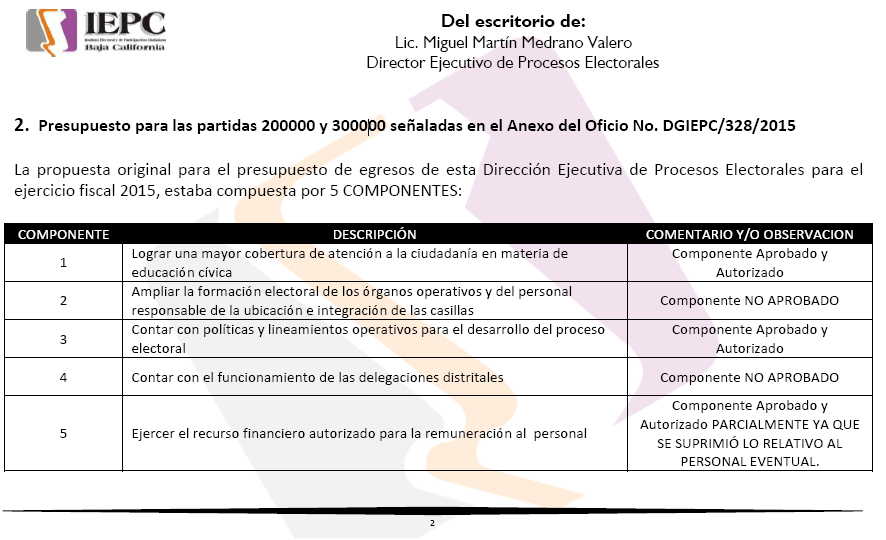 IEPC
Instituto Electoral y de Participación Ciudadana
Baja California
Del escritorio de:
Lic. Miguel Martín Medrano Valero
Director Ejecutivo de Procesos Electorales
2. Presupuesto para las partidas 200000 y 300000 señaladas en el Anexo del Oficio No. DGIEPC/328/2015
La propuesta original para el presupuesto de egresos de esta Dirección Ejecutiva de Procesos Electorales para el
ejercicio fiscal 2015, estaba compuesta por 5 COMPONENTES:
COMPONENTE DESCRIPCIÓN COMENTARIO Y/O OBSERVACION
1
Lograr una mayor cobertura de atención a la ciudadanía en materia de
educación cívica
Componente Aprobado y
Autorizado
2
Ampliar la formación electoral de los órganos operativos y del personal
responsable de la ubicación e integración de las casillas
Componente NO APROBADO
3
Contar con políticas y lineamientos operativos para el desarrollo del proceso
electoral
Componente Aprobado y
Autorizado
4
Contar con el funcionamiento de las delegaciones distritales
Componente NO APROBADO
5
Ejercer el recurso financiero autorizado para la remuneración al personal
Componente Aprobado y
Autorizado PARCIALMENTE YA QUE
SE SUPRIMIÓ LO RELATIVO AL
PERSONAL EVENTUAL.
2